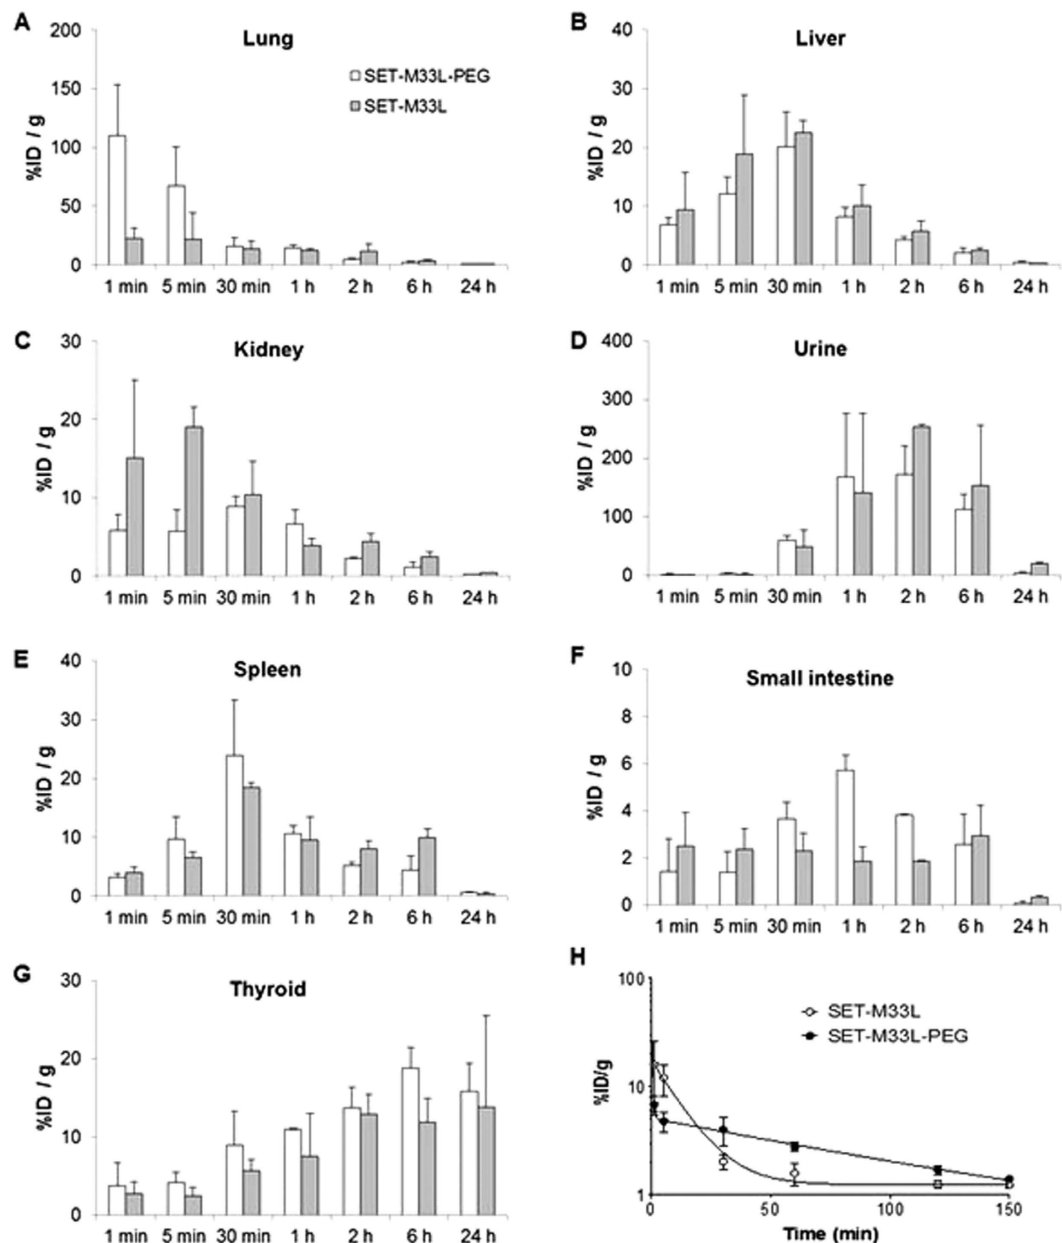 A
Lung
200
150
100
50
0
%ID / g
SET-M33L-PEG
SET-M33L
1 min 5 min 30 min 1 h 2 h 6 h 24 h
B
Liver
40
30
20
10
0
%ID / g
1 min 5 min 30 min 1 h 2 h 6 h 24 h
C
Kidney
30
20
10
0
%ID / g
1 min 5 min 30 min 1 h 2 h 6 h 24 h
D
Urine
400
300
200
100
0
%ID / g
1 min 5 min 30 min 1 h 2 h 6 h 24 h
E
Spleen
40
30
20
10
0
%ID / g
1 min 5 min 30 min 1 h 2 h 6 h 24 h
F
Small intestine
10
8
6
4
2
0
%ID / g
1 min 5 min 30 min 1 h 2 h 6 h 24 h
G
Thyroid
30
20
10
0
%ID / g
1 min 5 min 30 min 1 h 2 h 6 h 24 h
H
100
10
1
%ID/g
SET-M33L
SET-M33L-PEG
0 50 100 150
Time (min)